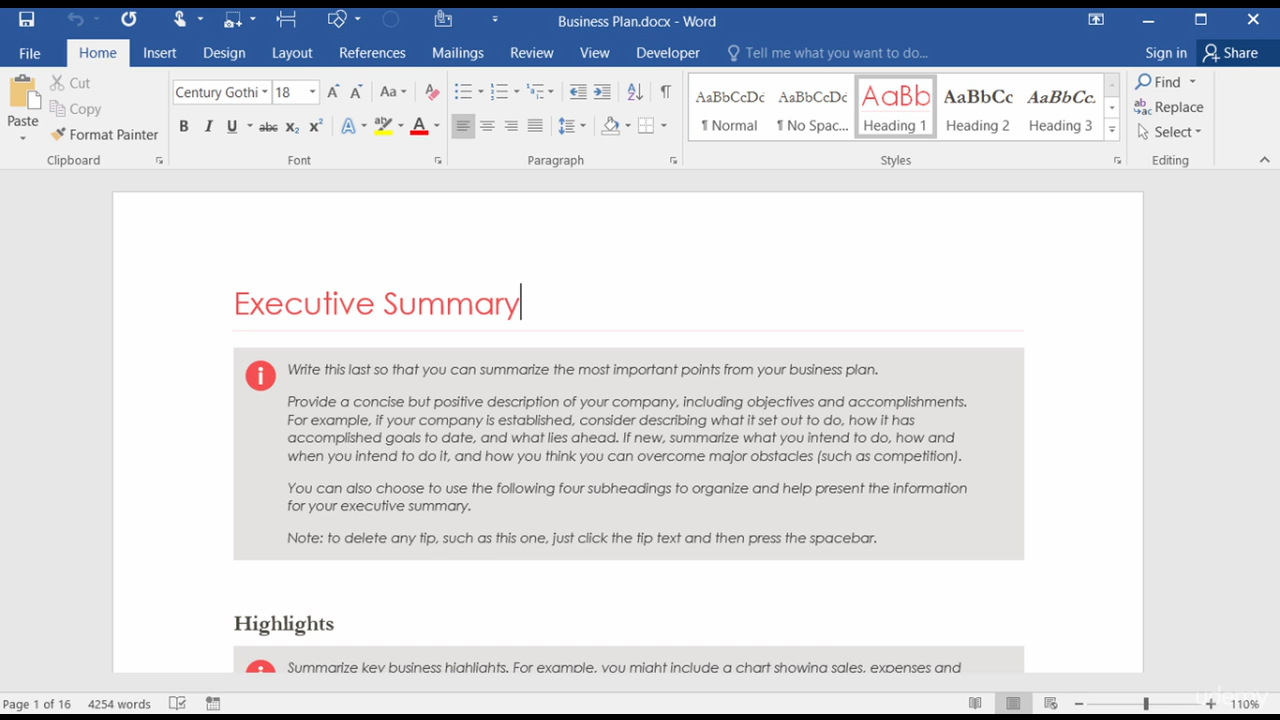 Business Plan.docx - Word
File Home Insert Design Layout References Mailings Review View Developer Tell me what you want to do... Sign in Share
Paste
Cut
Copy
Format Painter
Clipboard
Century Gothi 18
Aa
B I U abc X₂ X² A A
Font
Paragraph
AaBbCcDc AaBbCcDc AaBb AaBbCc AaBbCc.
¶ Normal ¶ No Spac... Heading 1 Heading 2 Heading 3
Styles
Find
Replace
Select
Editing
Executive Summary
i
Write this last so that you can summarize the most important points from your business plan.
Provide a concise but positive description of your company, including objectives and accomplishments.
For example, if your company is established, consider describing what it set out to do, how it has
accomplished goals to date, and what lies ahead. If new, summarize what you intend to do, how and
when you intend to do it, and how you think you can overcome major obstacles (such as competition).
You can also choose to use the following four subheadings to organize and help present the information
for your executive summary.
Note: to delete any tip, such as this one, just click the tip text and then press the spacebar.
Highlights
Summarize key business highlights. For example, you might include a chart showing sales, expenses and
Page 1 of 16 4254 words 110%
udemy